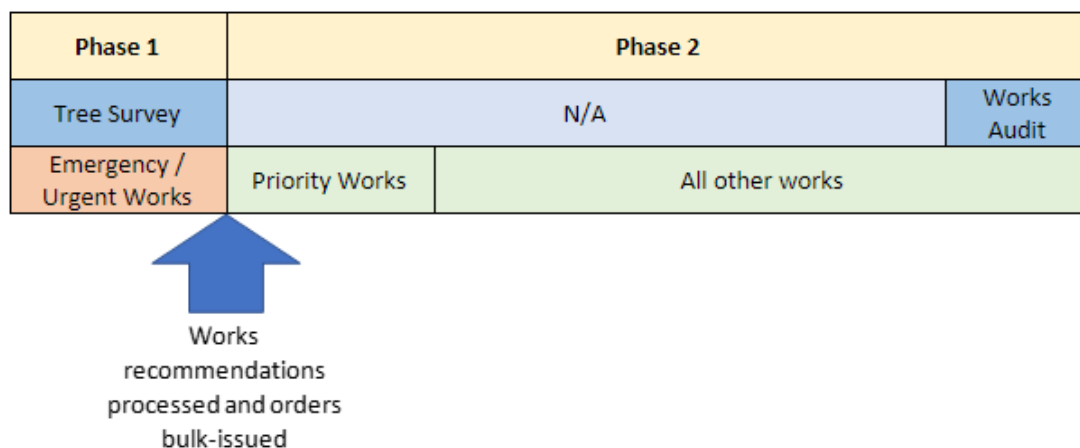 Phase 1
Phase 2
Tree Survey
N/A
Works
Audit
Emergency /
Urgent Works
Priority Works
All other works
Works
recommendations
processed and orders
bulk-issued